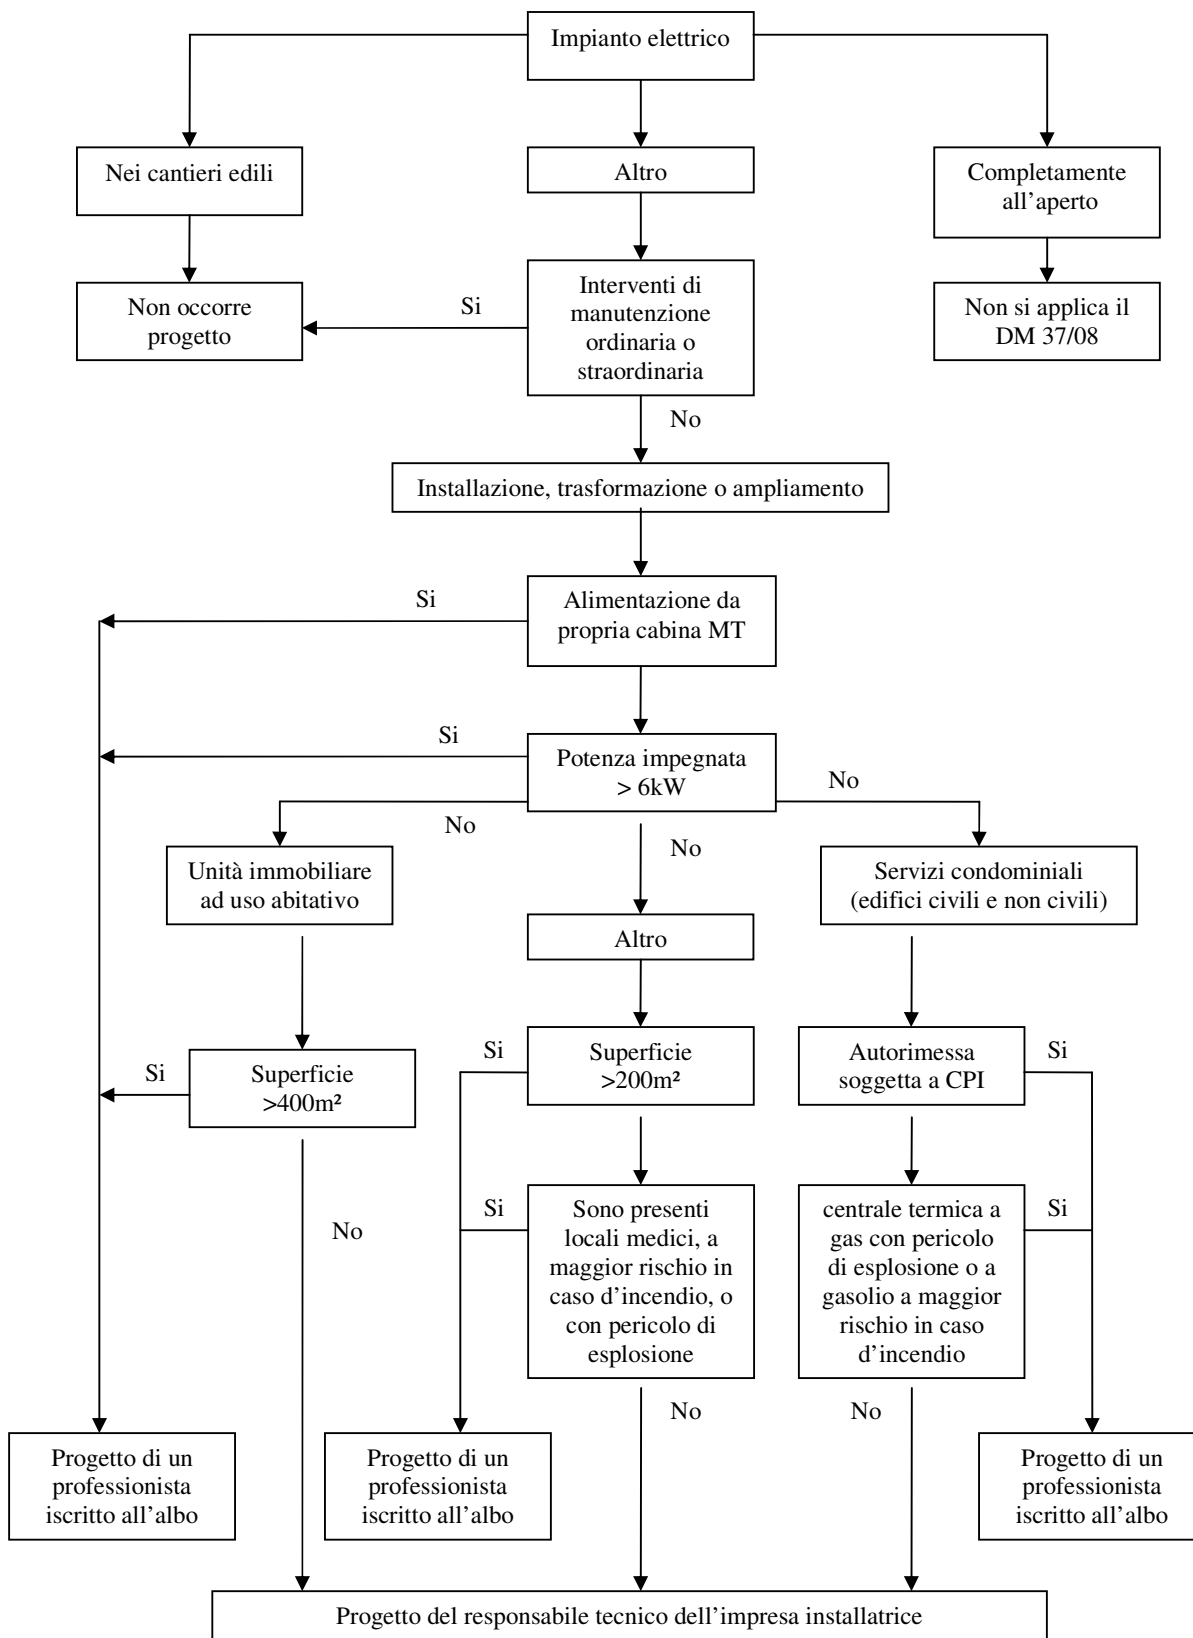 Impianto elettrico
Nei cantieri edili
Altro
Completamente
all’aperto
Non occorre
progetto
Si
Interventi di
manutenzione
ordinaria o
straordinaria
Non si applica il
DM 37/08
No
Installazione, trasformazione o ampliamento
Si
Alimentazione da
propria cabina MT
Si
Potenza impegnata
> 6kW
No
No
No
Unità immobiliare
ad uso abitativo
Servizi condominiali
(edifici civili e non civili)
Altro
Si
Superficie
>400m²
Si
Superficie
>200m²
Autorimessa
soggetta a CPI
Si
No
Si
Sono presenti
locali medici, a
maggior rischio in
caso d’incendio, o
con pericolo di
esplosione
centrale termica a
gas con pericolo
di esplosione o a
gasolio a maggior
rischio in caso
d’incendio
Si
No
No
Progetto di un
professionista
iscritto all’albo
Progetto di un
professionista
iscritto all’albo
Progetto di un
professionista
iscritto all’albo
Progetto del responsabile tecnico dell’impresa installatrice